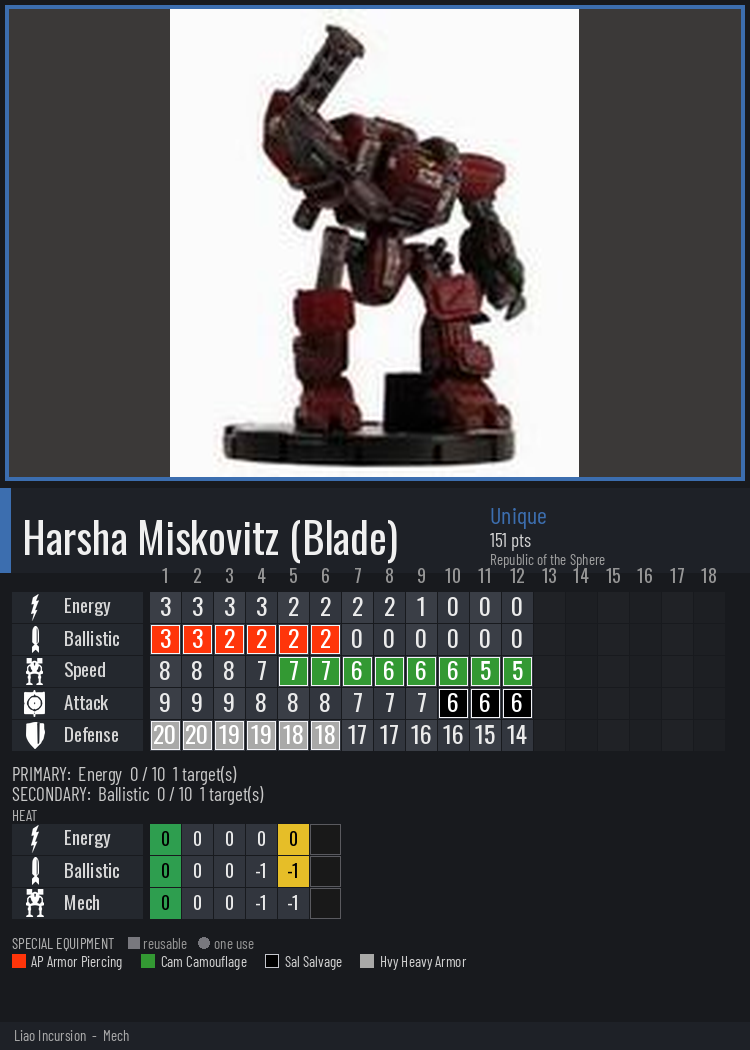 Harsha Miskovitz (Blade)
Unique
151 pts
Republic of the Sphere
1 2 3 4 5 6 7 8 9 10 11 12 13 14 15 16 17 18
Energy 3 3 3 3 2 2 2 2 1 0 0 0
Ballistic 3 3 2 2 2 2 0 0 0 0 0 0
Speed 8 8 8 7 7 7 6 6 6 6 5 5
Attack 9 9 9 8 8 8 7 7 7 6 6 6
Defense 20 20 19 19 18 18 17 17 16 16 15 14
PRIMARY: Energy 0 / 10 1 target(s)
SECONDARY: Ballistic 0 / 10 1 target(s)
HEAT
Energy 0 0 0 0 0
Ballistic 0 0 0 -1 -1
Mech 0 0 0 -1 -1
SPECIAL EQUIPMENT reusable one use
AP Armor Piercing Cam Camouflage Sal Salvage Hvy Heavy Armor
Liao Incursion - Mech